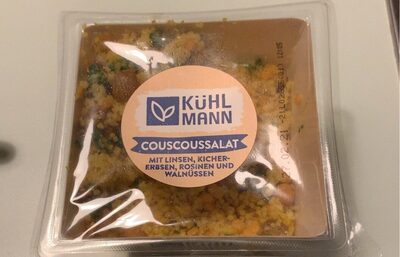 KÜHL
MANN
COUSCOUSSALAT
MIT LINSEN, KICHER-
ERBSEN, ROSINEN UND
WALNÜSSEN